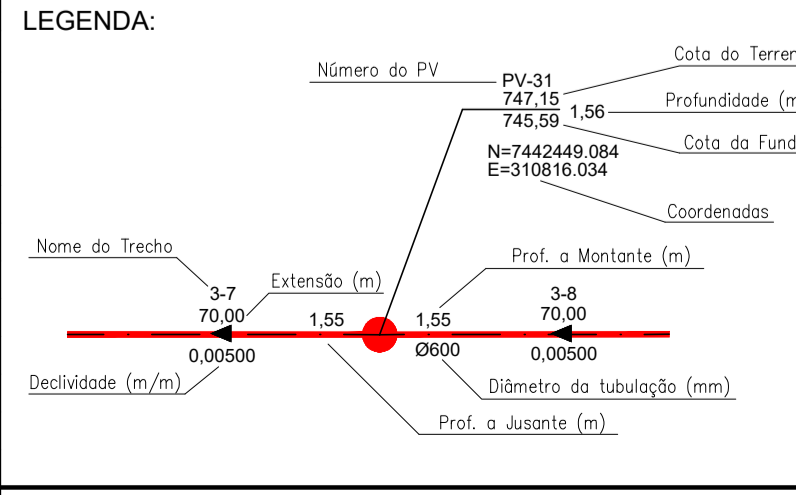 LEGENDA:
Número do PV
PV-31
Cota do Terren
747,15
1,56
Profundidade (m
745,59
Cota da Fund
N=7442449.084
E=310816.034
Coordenadas
Nome do Trecho
Prof. a Montante (m)
Extensão (m)
3-7
3-8
70,00
1,55
1,55
70,00
0,00500
Ø600
0,00500
Declividade (m/m)
Diâmetro da tubulação (mm)
Prof. a Jusante (m)